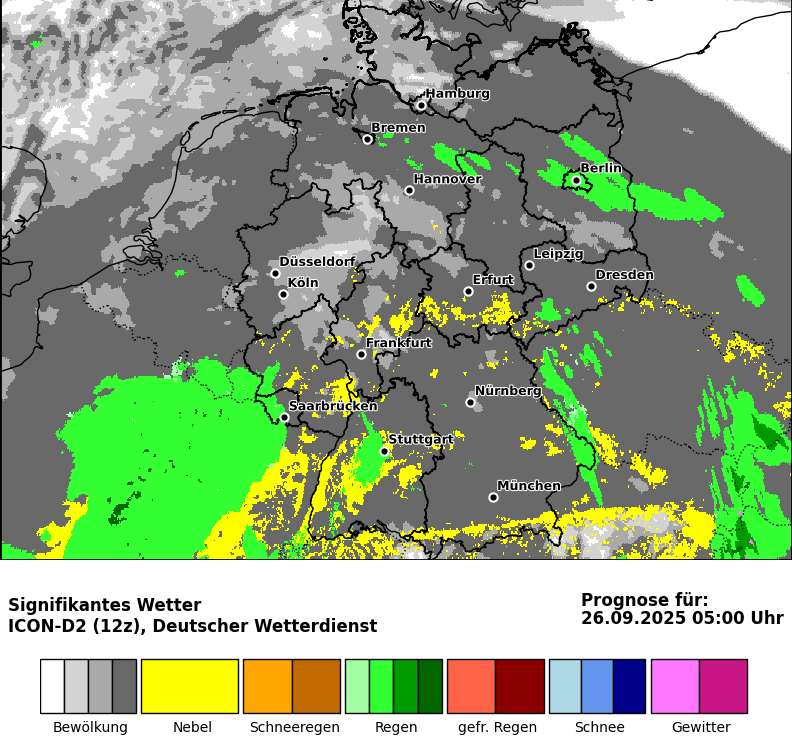 Hamburg
Bremen
Berlin
Hannover
Leipzig
Düsseldorf
Dresden
Köln
Erfurt
Frankfurt
Nürnberg
Saarbrücken
Stuttgart
München
Signifikantes Wetter
ICON-D2 (12z), Deutscher Wetterdienst
Prognose für:
26.09.2025 05:00 Uhr
Bewölkung
Nebel
Schneeregen
Regen
gefr. Regen
Schnee
Gewitter